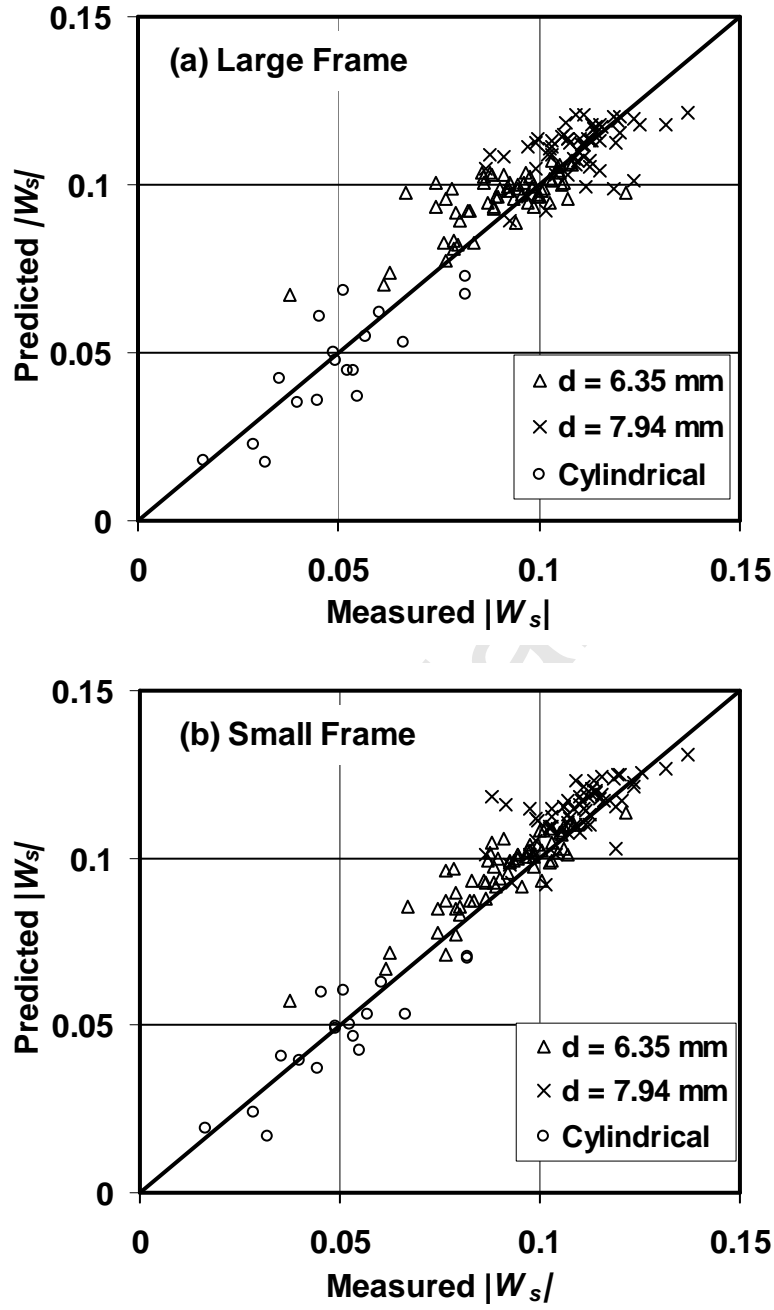 (a) Large Frame
0.15
0.1
0.05
0
Predicted |Ws|
△ d = 6.35 mm
× d = 7.94 mm
○ Cylindrical
0 0.05 0.1 0.15
Measured |Ws|
(b) Small Frame
0.15
0.1
0.05
0
Predicted |Ws|
△ d = 6.35 mm
× d = 7.94 mm
○ Cylindrical
0 0.05 0.1 0.15
Measured |Ws|